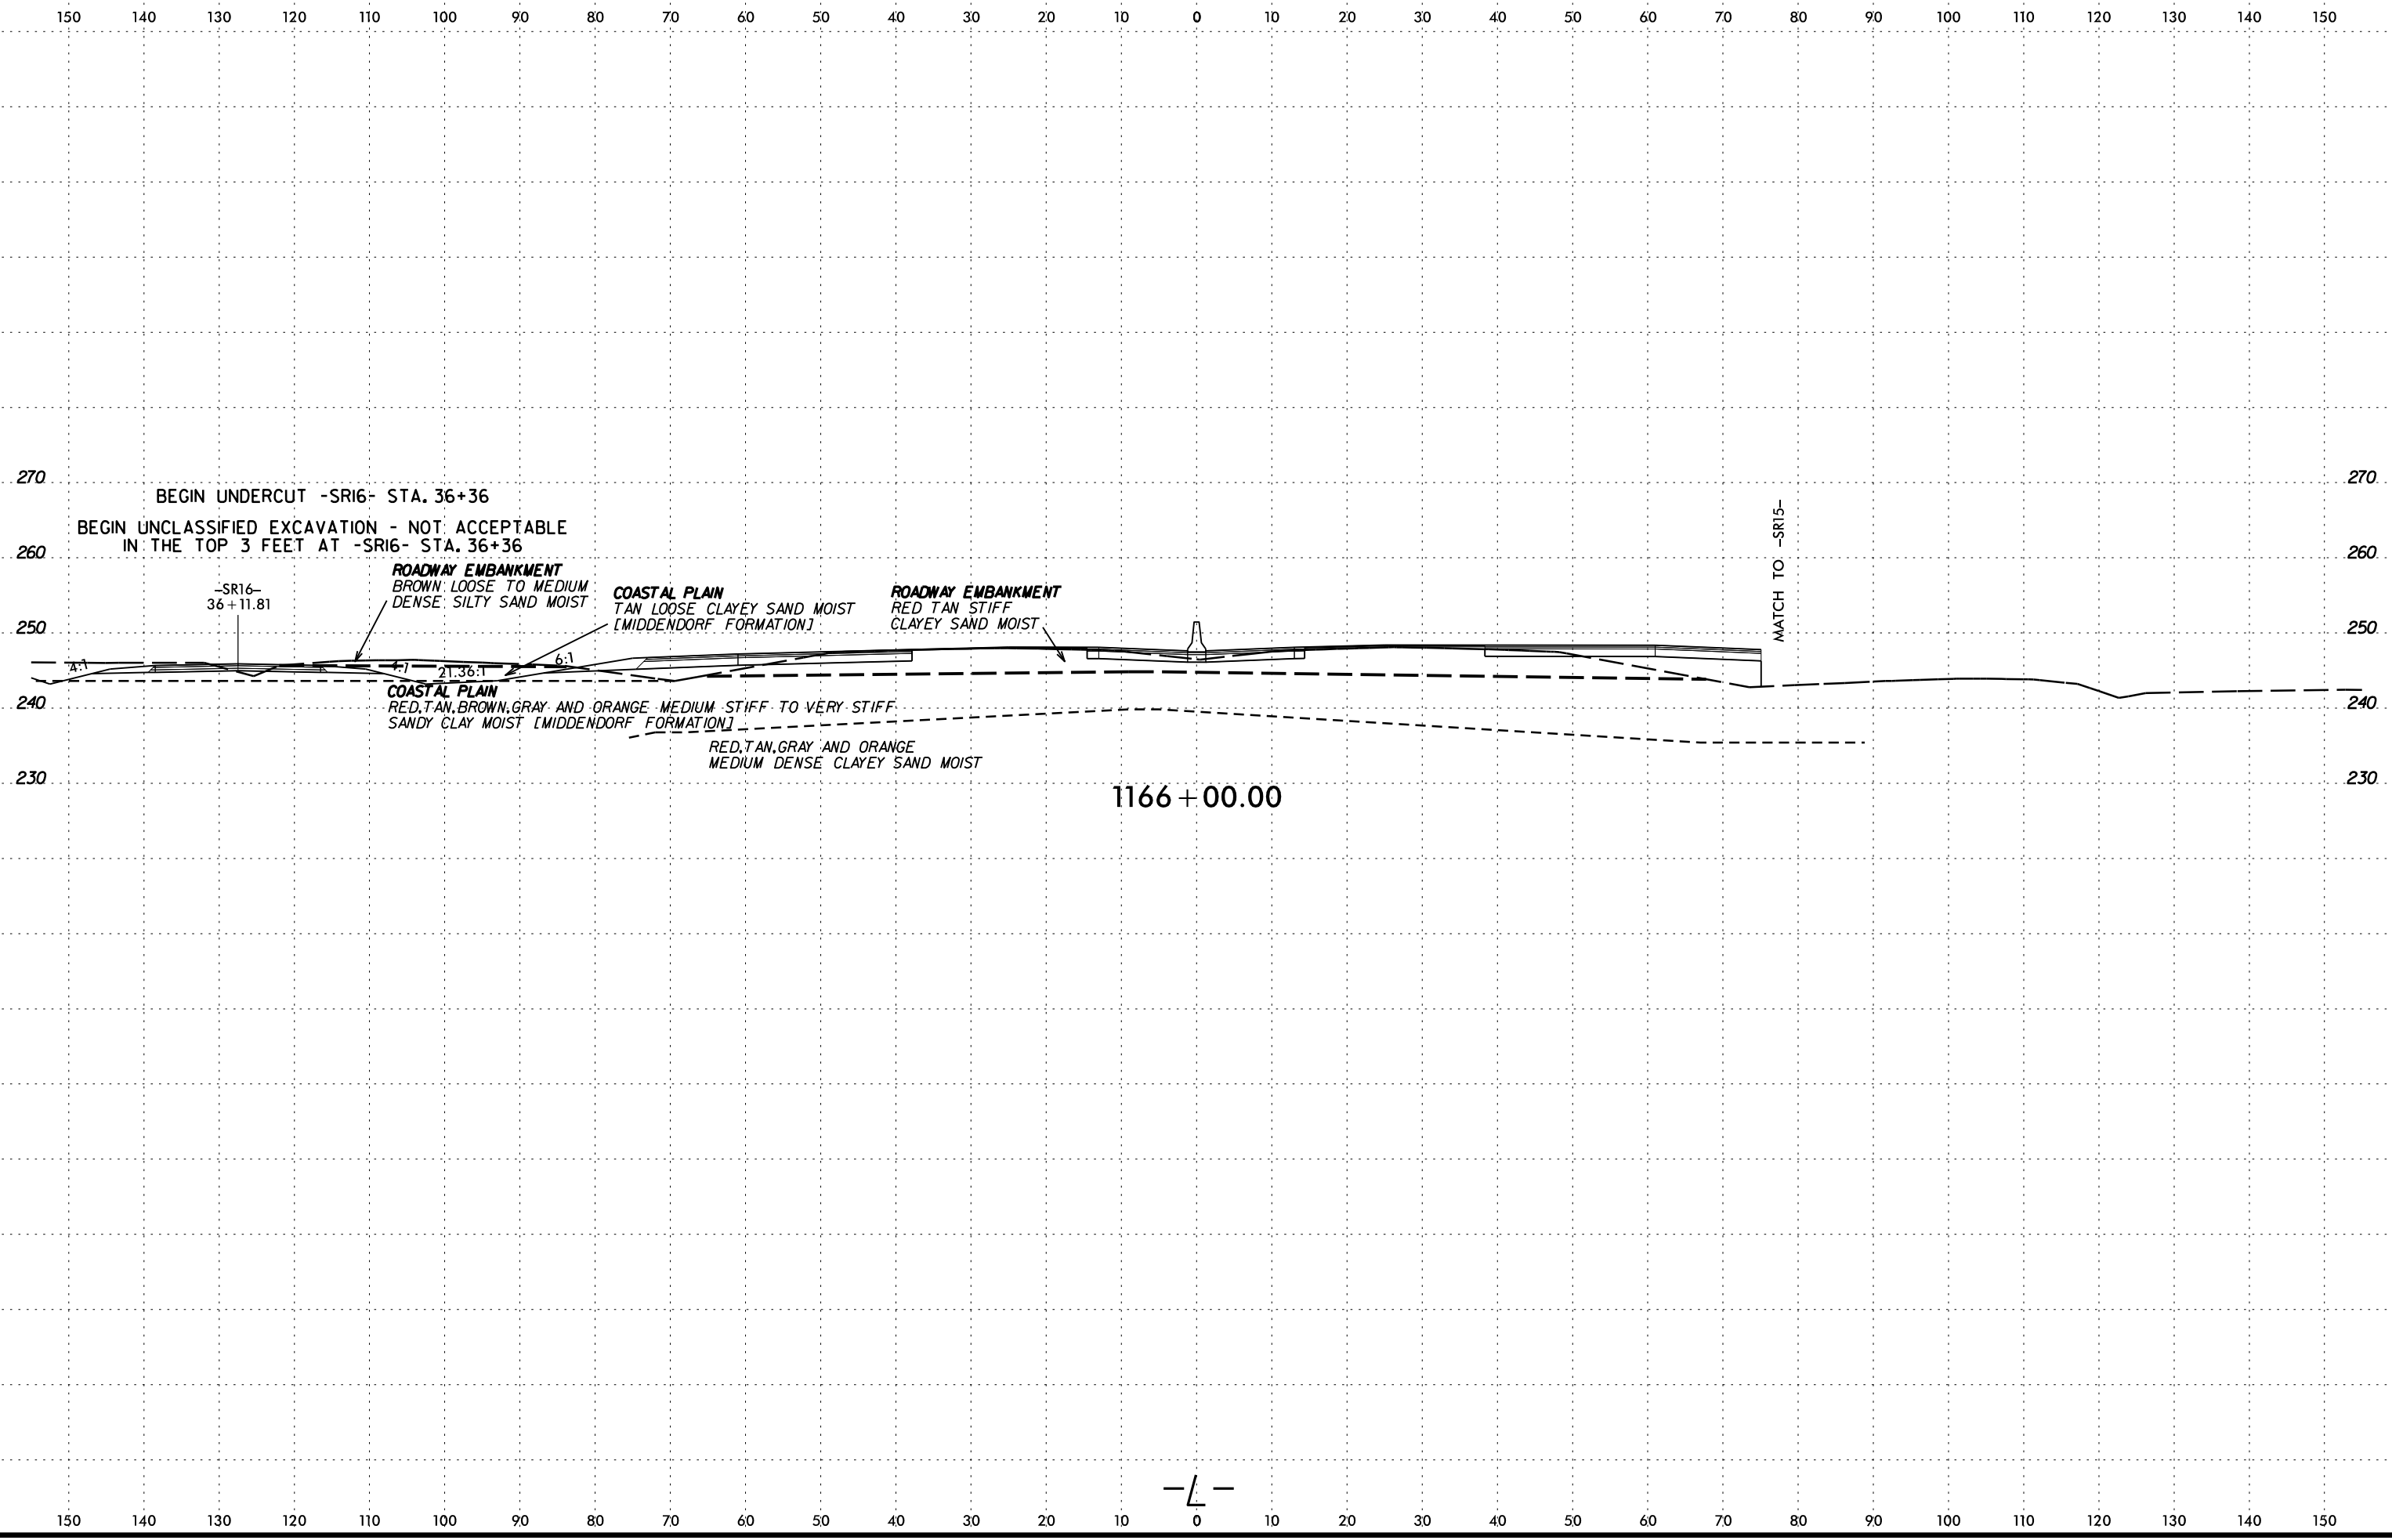 150 140 130 120 110 100 90 80 70 60 50 40 30 20 10 0 10 20 30 40 50 60 70 80 90 100 110 120 130 140 150
270 270
BEGIN UNDERCUT -SR16- STA. 36+36
BEGIN UNCLASSIFIED EXCAVATION - NOT ACCEPTABLE
IN THE TOP 3 FEET AT -SR16- STA. 36+36
260 260
ROADWAY EMBANKMENT
BROWN LOOSE TO MEDIUM
DENSE SILTY SAND MOIST
-SR16-
36+11.81
COASTAL PLAIN
TAN LOOSE CLAYEY SAND MOIST
[MIDDENDORF FORMATION]
ROADWAY EMBANKMENT
RED TAN STIFF
CLAYEY SAND MOIST
MATCH TO -SR15-
250 250
4:1
6:1
21.36:1
COASTAL PLAIN
RED,TAN,BROWN,GRAY AND ORANGE MEDIUM STIFF TO VERY STIFF
SANDY CLAY MOIST [MIDDENDORF FORMATION]
240 240
RED,TAN,GRAY AND ORANGE
MEDIUM DENSE CLAYEY SAND MOIST
230 230
1166+00.00
-L-
150 140 130 120 110 100 90 80 70 60 50 40 30 20 10 0 10 20 30 40 50 60 70 80 90 100 110 120 130 140 150